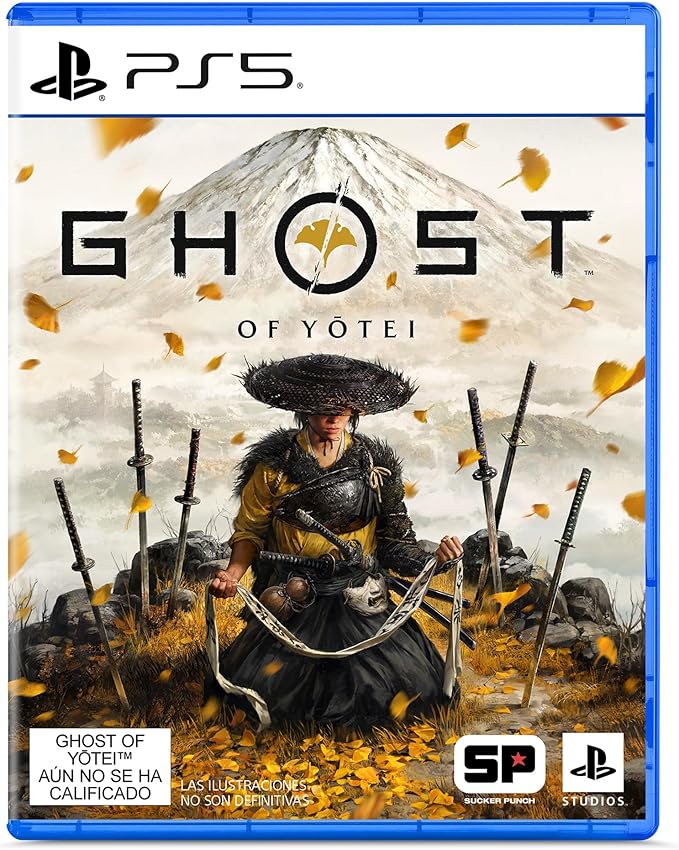 PS5
GHOST
OF YŌTEI
GHOST OF
YŌTEI™
AÚN NO SE HA
CALIFICADO
LAS ILUSTRACIONES
NO SON DEFINITIVAS
SP
SUCKER PUNCH
STUDIOS